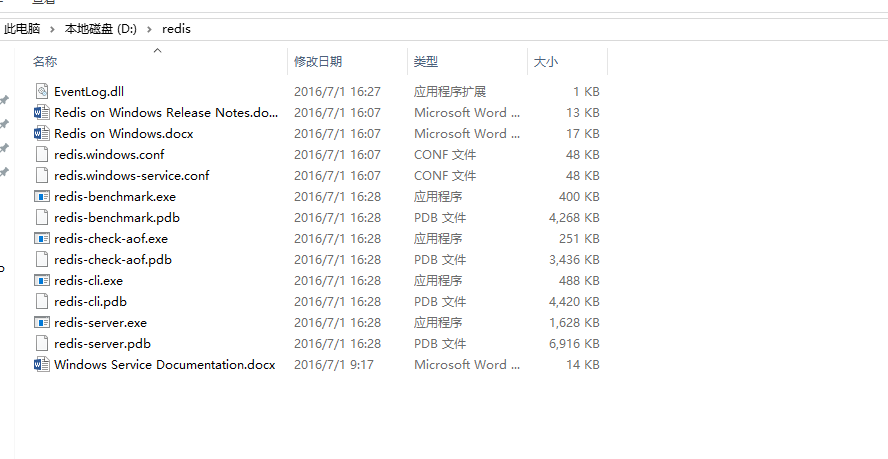 此电脑 > 本地磁盘 (D:) > redis
名称 修改日期 类型 大小
EventLog.dll 2016/7/1 16:27 应用程序扩展 1 KB
Redis on Windows Release Notes.do... 2016/7/1 16:07 Microsoft Word ... 13 KB
Redis on Windows.docx 2016/7/1 16:07 Microsoft Word ... 17 KB
redis.windows.conf 2016/7/1 16:07 CONF 文件 48 KB
redis.windows-service.conf 2016/7/1 16:07 CONF 文件 48 KB
redis-benchmark.exe 2016/7/1 16:28 应用程序 400 KB
redis-benchmark.pdb 2016/7/1 16:28 PDB 文件 4,268 KB
redis-check-aof.exe 2016/7/1 16:28 应用程序 251 KB
redis-check-aof.pdb 2016/7/1 16:28 PDB 文件 3,436 KB
redis-cli.exe 2016/7/1 16:28 应用程序 488 KB
redis-cli.pdb 2016/7/1 16:28 PDB 文件 4,420 KB
redis-server.exe 2016/7/1 16:28 应用程序 1,628 KB
redis-server.pdb 2016/7/1 16:28 PDB 文件 6,916 KB
Windows Service Documentation.docx 2016/7/1 9:17 Microsoft Word ... 14 KB